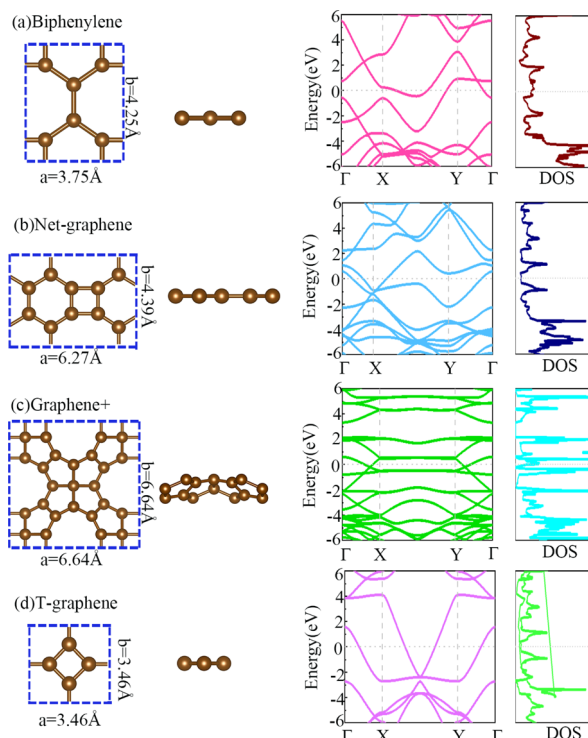 (a)Biphenylene
b=4.25Å
a=3.75Å
Energy(eV)
6
4
2
0
-2
-4
-6
Γ X Y Γ
DOS
(b)Net-graphene
b=4.39Å
a=6.27Å
Energy(eV)
6
4
2
0
-2
-4
-6
Γ X Y Γ
DOS
(c)Graphene+
b=6.64Å
a=6.64Å
Energy(eV)
6
4
2
0
-2
-4
-6
Γ X Y Γ
DOS
(d)T-graphene
b=3.46Å
a=3.46Å
Energy(eV)
6
4
2
0
-2
-4
-6
Γ X Y Γ
DOS